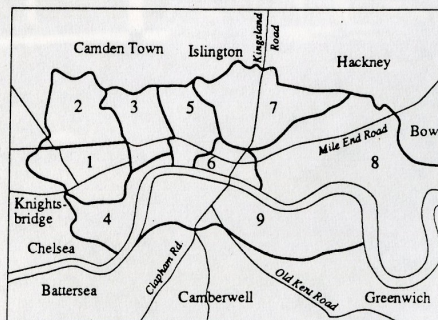 Camden Town
Islington
Kingsland
Road
Hackney
2
3
5
7
Mile End Road
Bow
1
6
8
Knights-
bridge
4
9
Chelsea
Clapham Rd.
Old Kent Road
Battersea
Camberwell
Greenwich